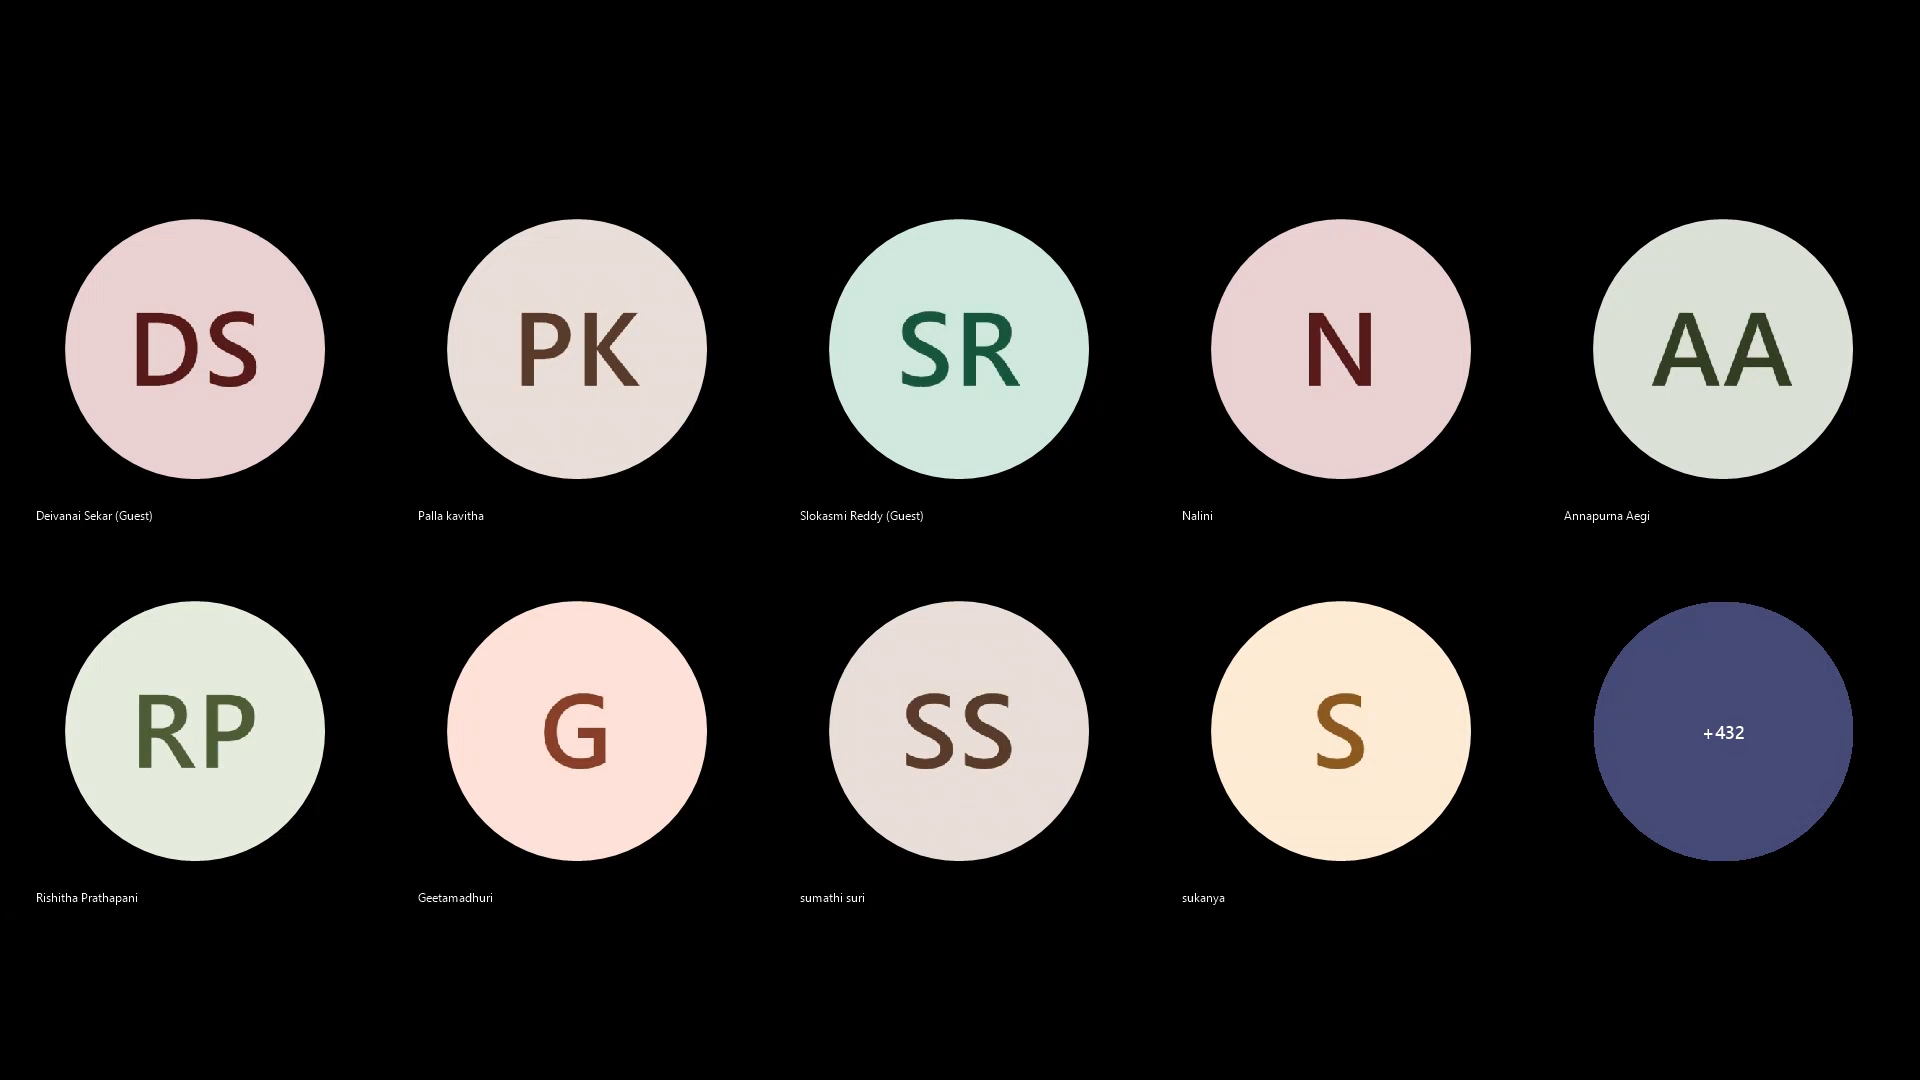 DS
PK
SR
N
AA
Deivanai Sekar (Guest)
Palla kavitha
Slokasmi Reddy (Guest)
Nalini
Annapurna Aegi
RP
G
SS
S
+432
Rishitha Prathapani
Geetamadhuri
sumathi suri
sukanya